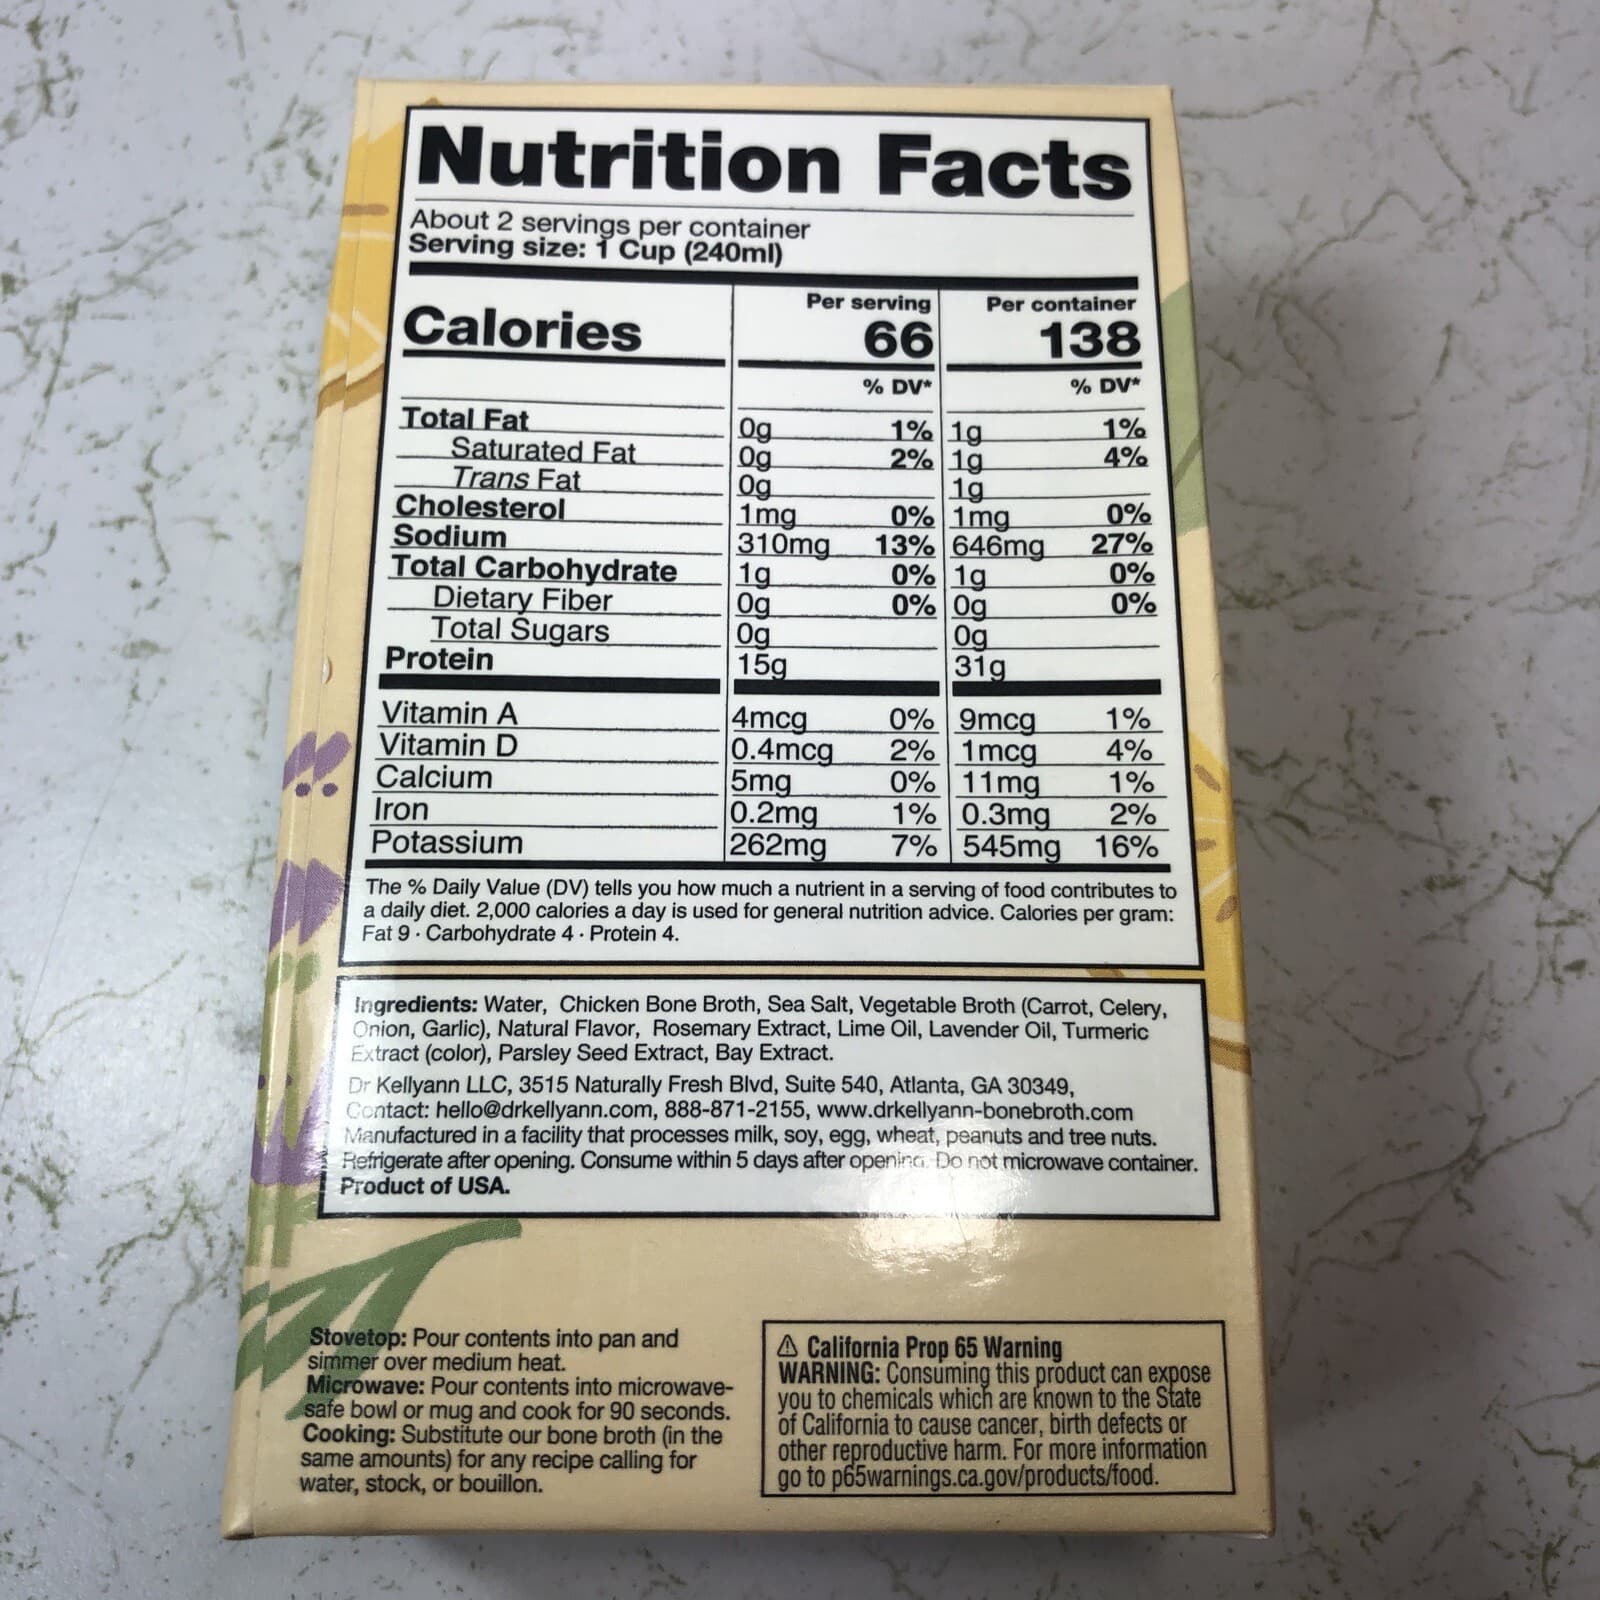 Nutrition Facts
About 2 servings per container
Serving size: 1 Cup (240ml)
Per serving Per container
Calories 66 138
% DV* % DV*
Total Fat 0g 1% 1g 1%
Saturated Fat 0g 2% 1g 4%
Trans Fat 0g 1g
Cholesterol 1mg 0% 1mg 0%
Sodium 310mg 13% 646mg 27%
Total Carbohydrate 1g 0% 1g 0%
Dietary Fiber 0g 0% 0g 0%
Total Sugars 0g 0g
Protein 15g 31g
Vitamin A 4mcg 0% 9mcg 1%
Vitamin D 0.4mcg 2% 1mcg 4%
Calcium 5mg 0% 11mg 1%
Iron 0.2mg 1% 0.3mg 2%
Potassium 262mg 7% 545mg 16%
The % Daily Value (DV) tells you how much a nutrient in a serving of food contributes to
a daily diet. 2,000 calories a day is used for general nutrition advice. Calories per gram:
Fat 9 · Carbohydrate 4 · Protein 4.
Ingredients: Water, Chicken Bone Broth, Sea Salt, Vegetable Broth (Carrot, Celery,
Onion, Garlic), Natural Flavor, Rosemary Extract, Lime Oil, Lavender Oil, Turmeric
Extract (color), Parsley Seed Extract, Bay Extract.
Dr Kellyann LLC, 3515 Naturally Fresh Blvd, Suite 540, Atlanta, GA 30349,
Contact: hello@drkellyann.com, 888-871-2155, www.drkellyann-bonebroth.com
Manufactured in a facility that processes milk, soy, egg, wheat, peanuts and tree nuts.
Refrigerate after opening. Consume within 5 days after opening. Do not microwave container.
Product of USA.
Stovetop: Pour contents into pan and
simmer over medium heat.
Microwave: Pour contents into microwave-
safe bowl or mug and cook for 90 seconds.
Cooking: Substitute our bone broth (in the
same amounts) for any recipe calling for
water, stock, or bouillon.
⚠ California Prop 65 Warning
WARNING: Consuming this product can expose
you to chemicals which are known to the State
of California to cause cancer, birth defects or
other reproductive harm. For more information
go to p65warnings.ca.gov/products/food.